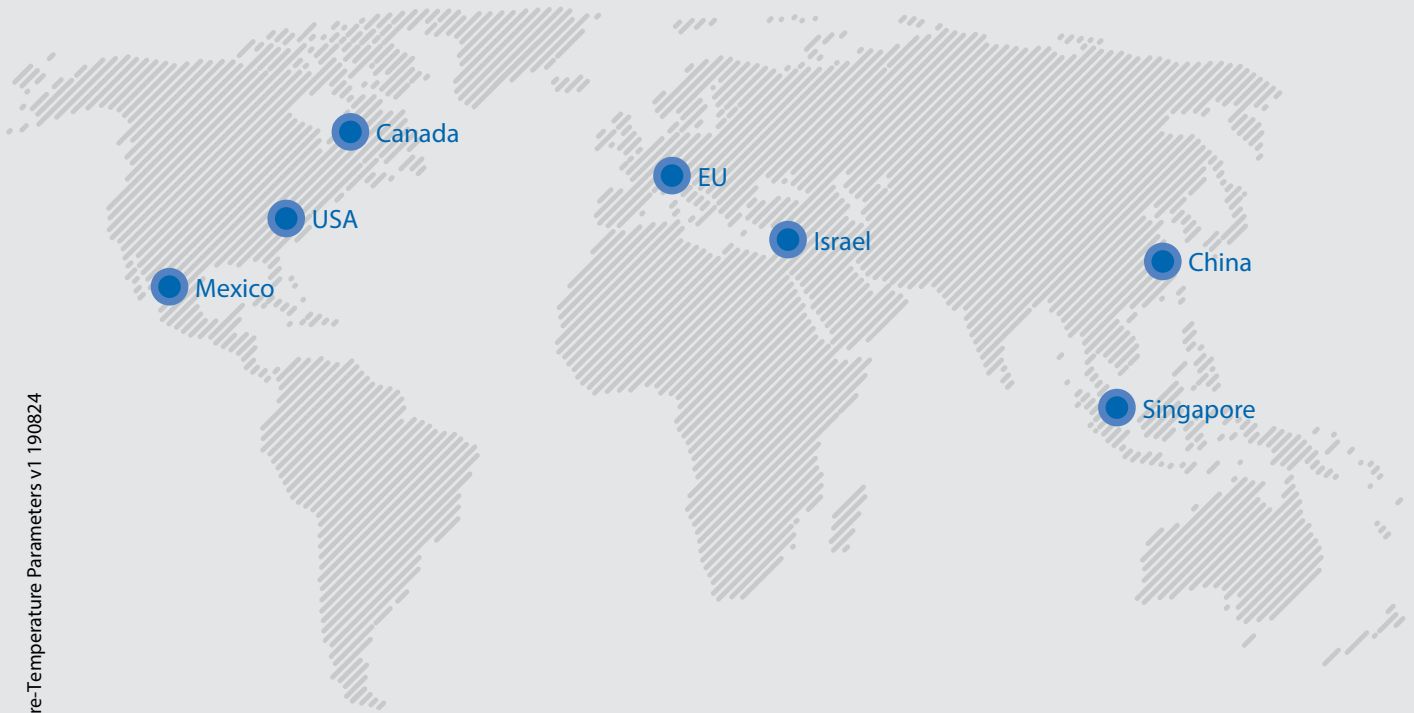 Canada
EU
USA
Israel
China
Mexico
Singapore
re-Temperature Parameters v1 190824